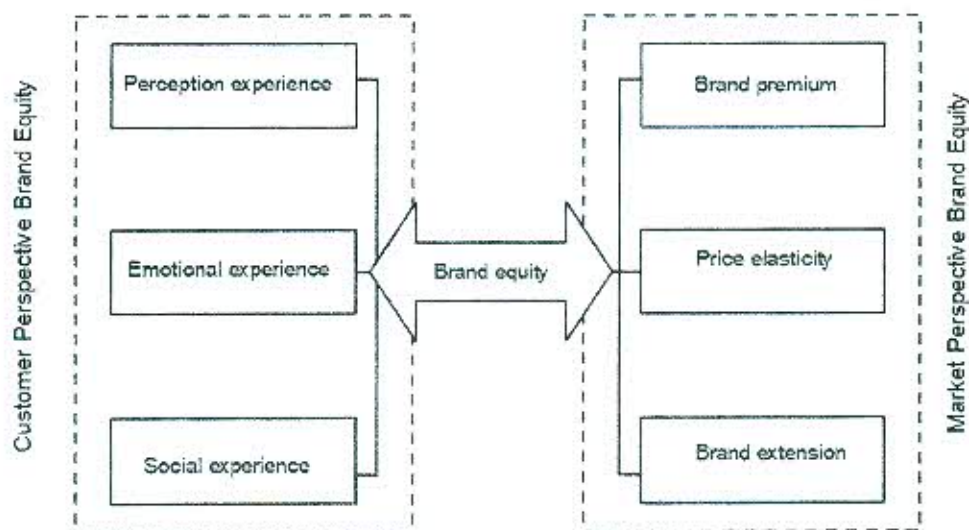 Customer Perspective Brand Equity
Perception experience
Emotional experience
Social experience
Brand equity
Brand premium
Price elasticity
Brand extension
Market Perspective Brand Equity